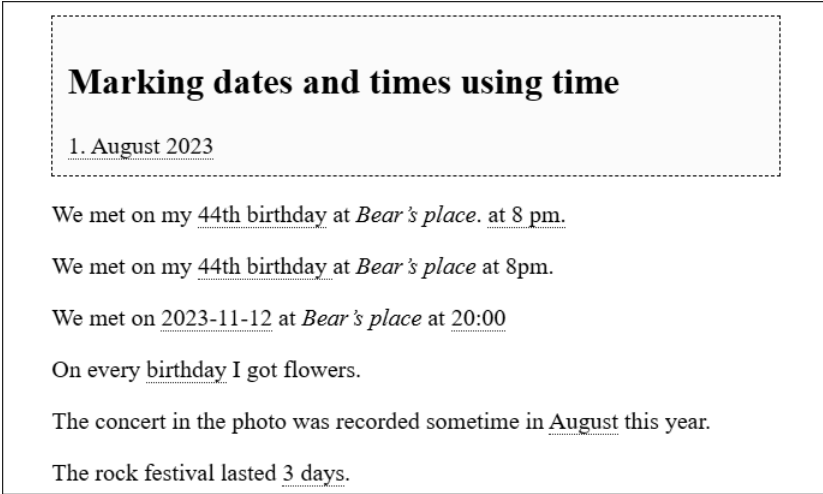 Marking dates and times using time
1. August 2023
We met on my 44th birthday at Bear's place. at 8 pm.
We met on my 44th birthday at Bear's place at 8pm.
We met on 2023-11-12 at Bear's place at 20:00
On every birthday I got flowers.
The concert in the photo was recorded sometime in August this year.
The rock festival lasted 3 days.